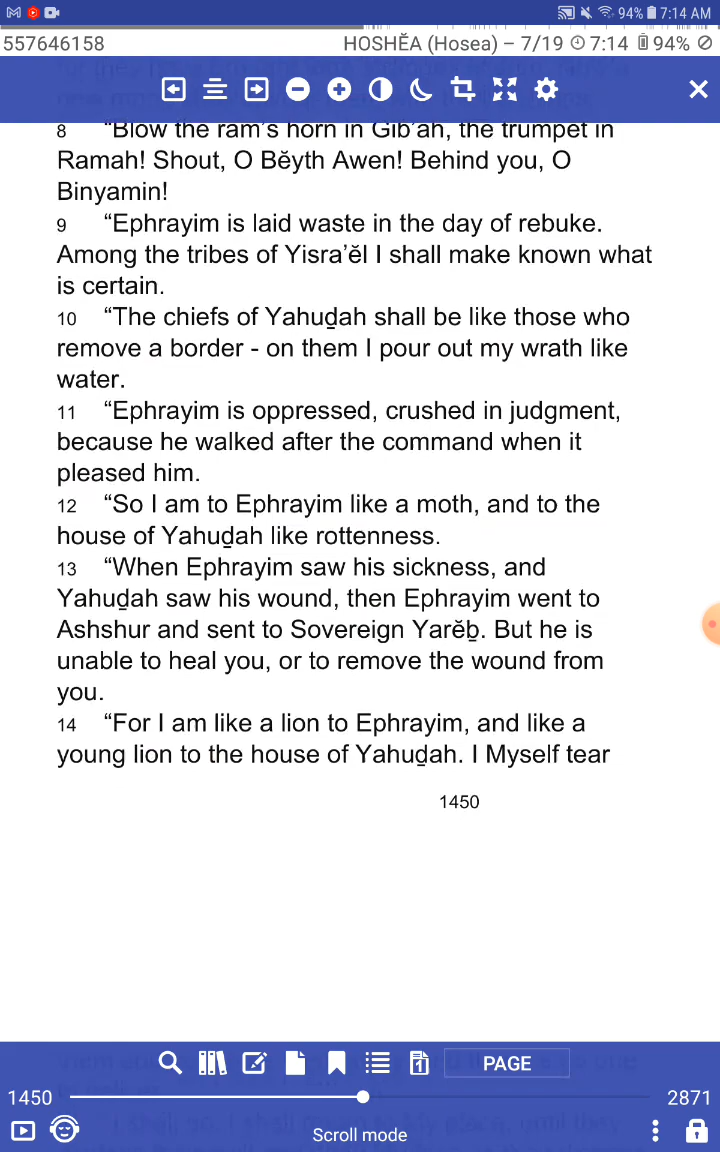 94% 7:14 AM
557646158 HOSHĔA (Hosea) – 7/19 7:14 94%
8 “Blow the ram’s horn in Giḇ‛ah, the trumpet in
Ramah! Shout, O Bĕyth Awen! Behind you, O
Binyamin!
9 “Ephrayim is laid waste in the day of rebuke.
Among the tribes of Yisra’ĕl I shall make known what
is certain.
10 “The chiefs of Yahuḏah shall be like those who
remove a border - on them I pour out my wrath like
water.
11 “Ephrayim is oppressed, crushed in judgment,
because he walked after the command when it
pleased him.
12 “So I am to Ephrayim like a moth, and to the
house of Yahuḏah like rottenness.
13 “When Ephrayim saw his sickness, and
Yahuḏah saw his wound, then Ephrayim went to
Ashshur and sent to Sovereign Yarĕḇ. But he is
unable to heal you, or to remove the wound from
you.
14 “For I am like a lion to Ephrayim, and like a
young lion to the house of Yahuḏah. I Myself tear
1450
PAGE
1450 2871
Scroll mode